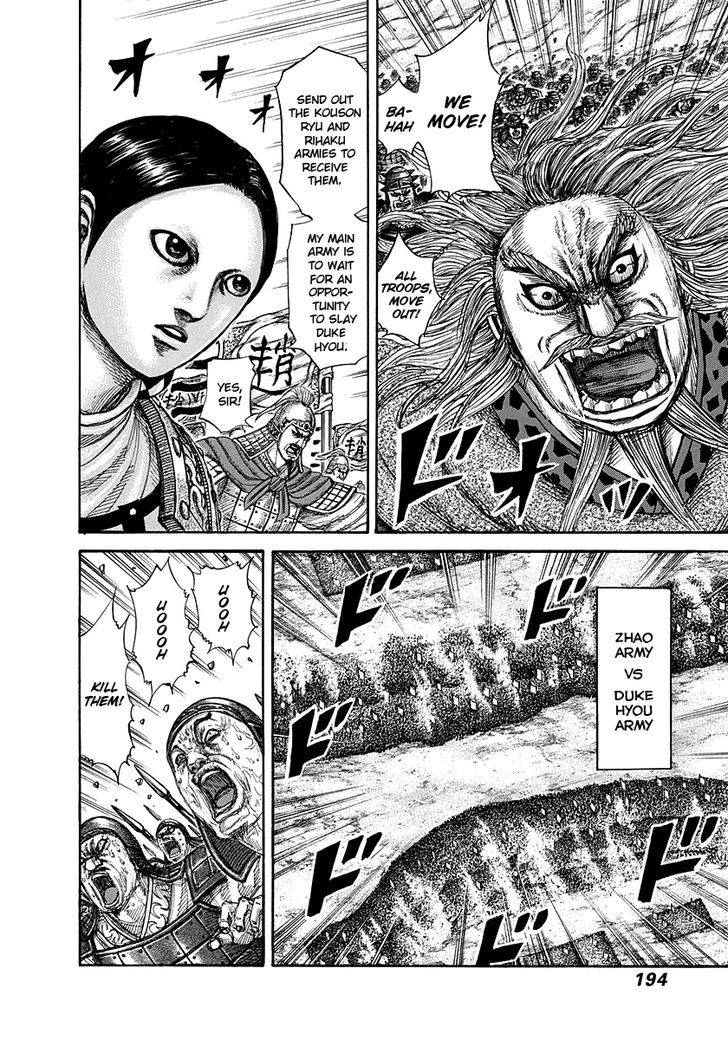 WE
MOVE!
BA-
HAH
ALL
TROOPS,
MOVE
OUT!
ドォ
SEND OUT
THE KOUSON
RYU AND
RIHAKU
ARMIES TO
RECEIVE
THEM.
MY MAIN
ARMY IS
TO WAIT
FOR AN
OPPOR-
TUNITY
TO SLAY
DUKE
HYOU.
YES,
SIR!
オオオ
趙
趙
趙
ZHAO
ARMY
VS
DUKE
HYOU
ARMY
ドドドドドド
UOOH
UOOOH
KILL
THEM!
194